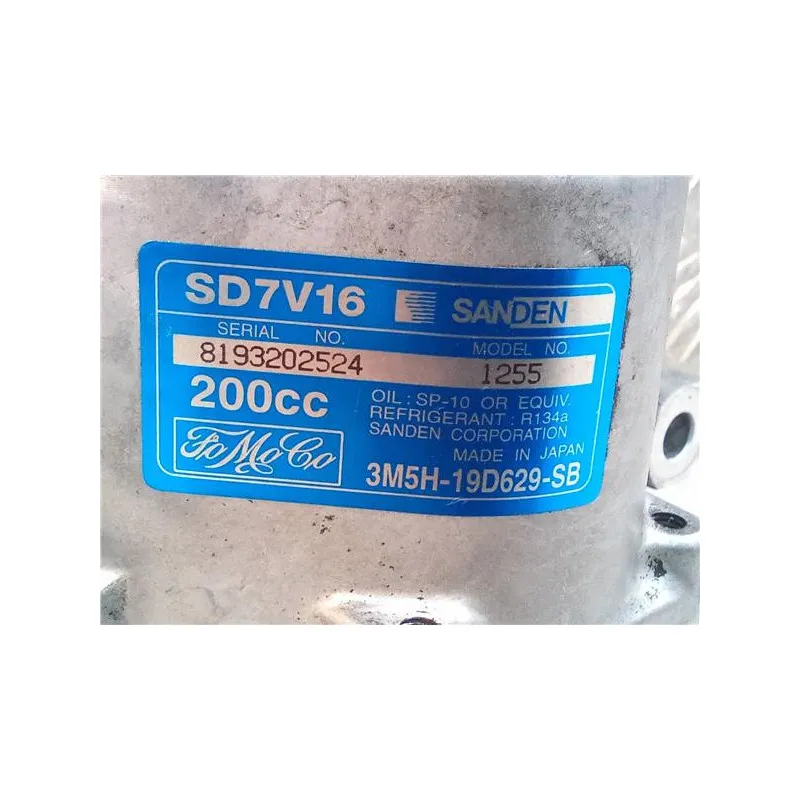 SD7V16 SANDEN
SERIAL NO. MODEL NO.
8193202524 1255
200cc
OIL : SP-10 OR EQUIV.
REFRIGERANT : R134a
SANDEN CORPORATION
MADE IN JAPAN
FoMoCo
3M5H-19D629-SB